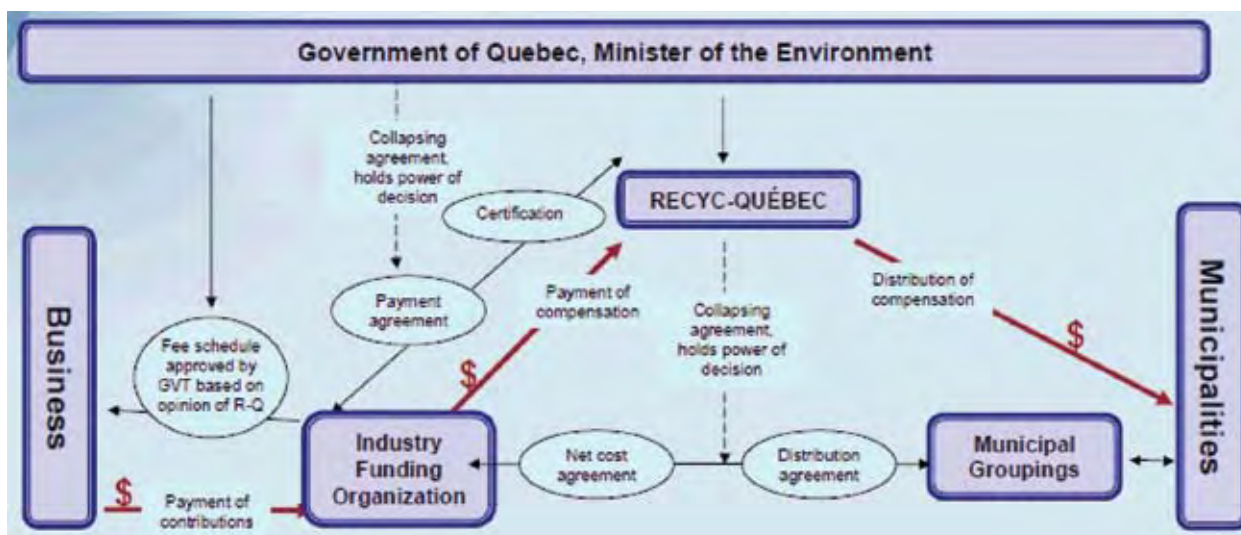 Government of Quebec, Minister of the Environment
Collapsing
agreement,
holds power of
decision
Certification
RECYC-QUÉBEC
Business
Fee schedule
approved by
GVT based on
opinion of R-Q
Payment
agreement
Payment of
compensation
$
Collapsing
agreement,
holds power of
decision
Distribution of
compensation
$
Municipalities
Industry
Funding
Organization
Net cost
agreement
Distribution
agreement
Municipal
Groupings
$
Payment of
contributions